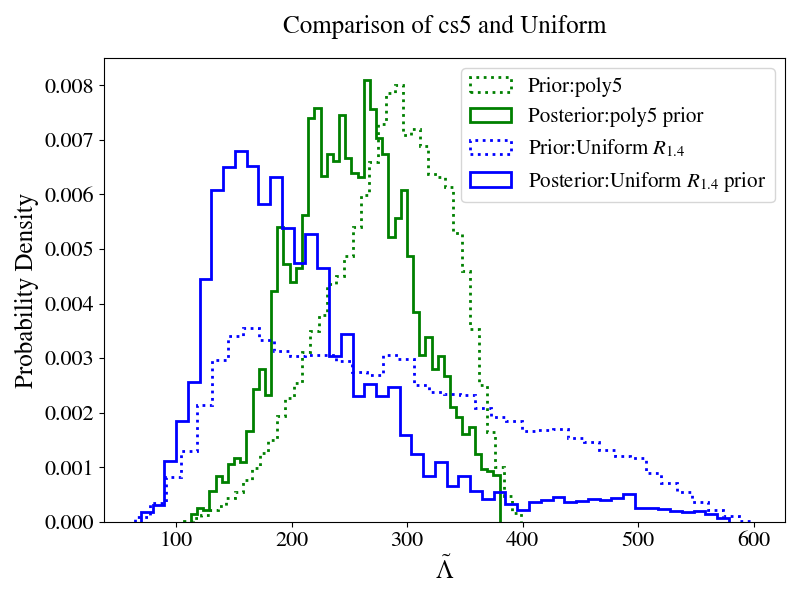 Comparison of cs5 and Uniform
Prior:poly5
Posterior:poly5 prior
Prior:Uniform R₁.₄
Posterior:Uniform R₁.₄ prior
Probability Density
0.008
0.007
0.006
0.005
0.004
0.003
0.002
0.001
0.000
100 200 300 400 500 600
Λ̃